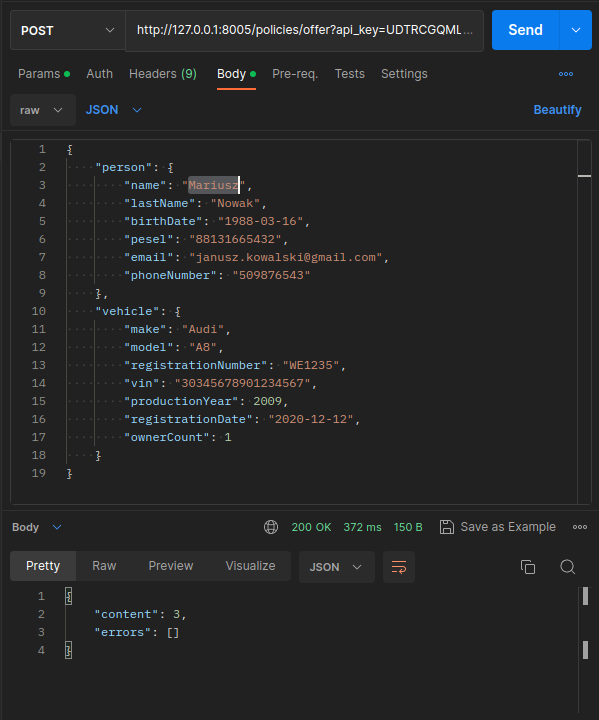 POST http://127.0.0.1:8005/policies/offer?api_key=UDTRCGQML... Send
Params Auth Headers (9) Body Pre-req. Tests Settings
raw JSON Beautify
1 {
2 "person": {
3 "name": "Mariusz",
4 "lastName": "Nowak",
5 "birthDate": "1988-03-16",
6 "pesel": "88131665432",
7 "email": "janusz.kowalski@gmail.com",
8 "phoneNumber": "509876543"
9 },
10 "vehicle": {
11 "make": "Audi",
12 "model": "A8",
13 "registrationNumber": "WE1235",
14 "vin": "30345678901234567",
15 "productionYear": 2009,
16 "registrationDate": "2020-12-12",
17 "ownerCount": 1
18 }
19 }
Body 200 OK 372 ms 150 B Save as Example
Pretty Raw Preview Visualize JSON
1 {
2 "content": 3,
3 "errors": []
4 }